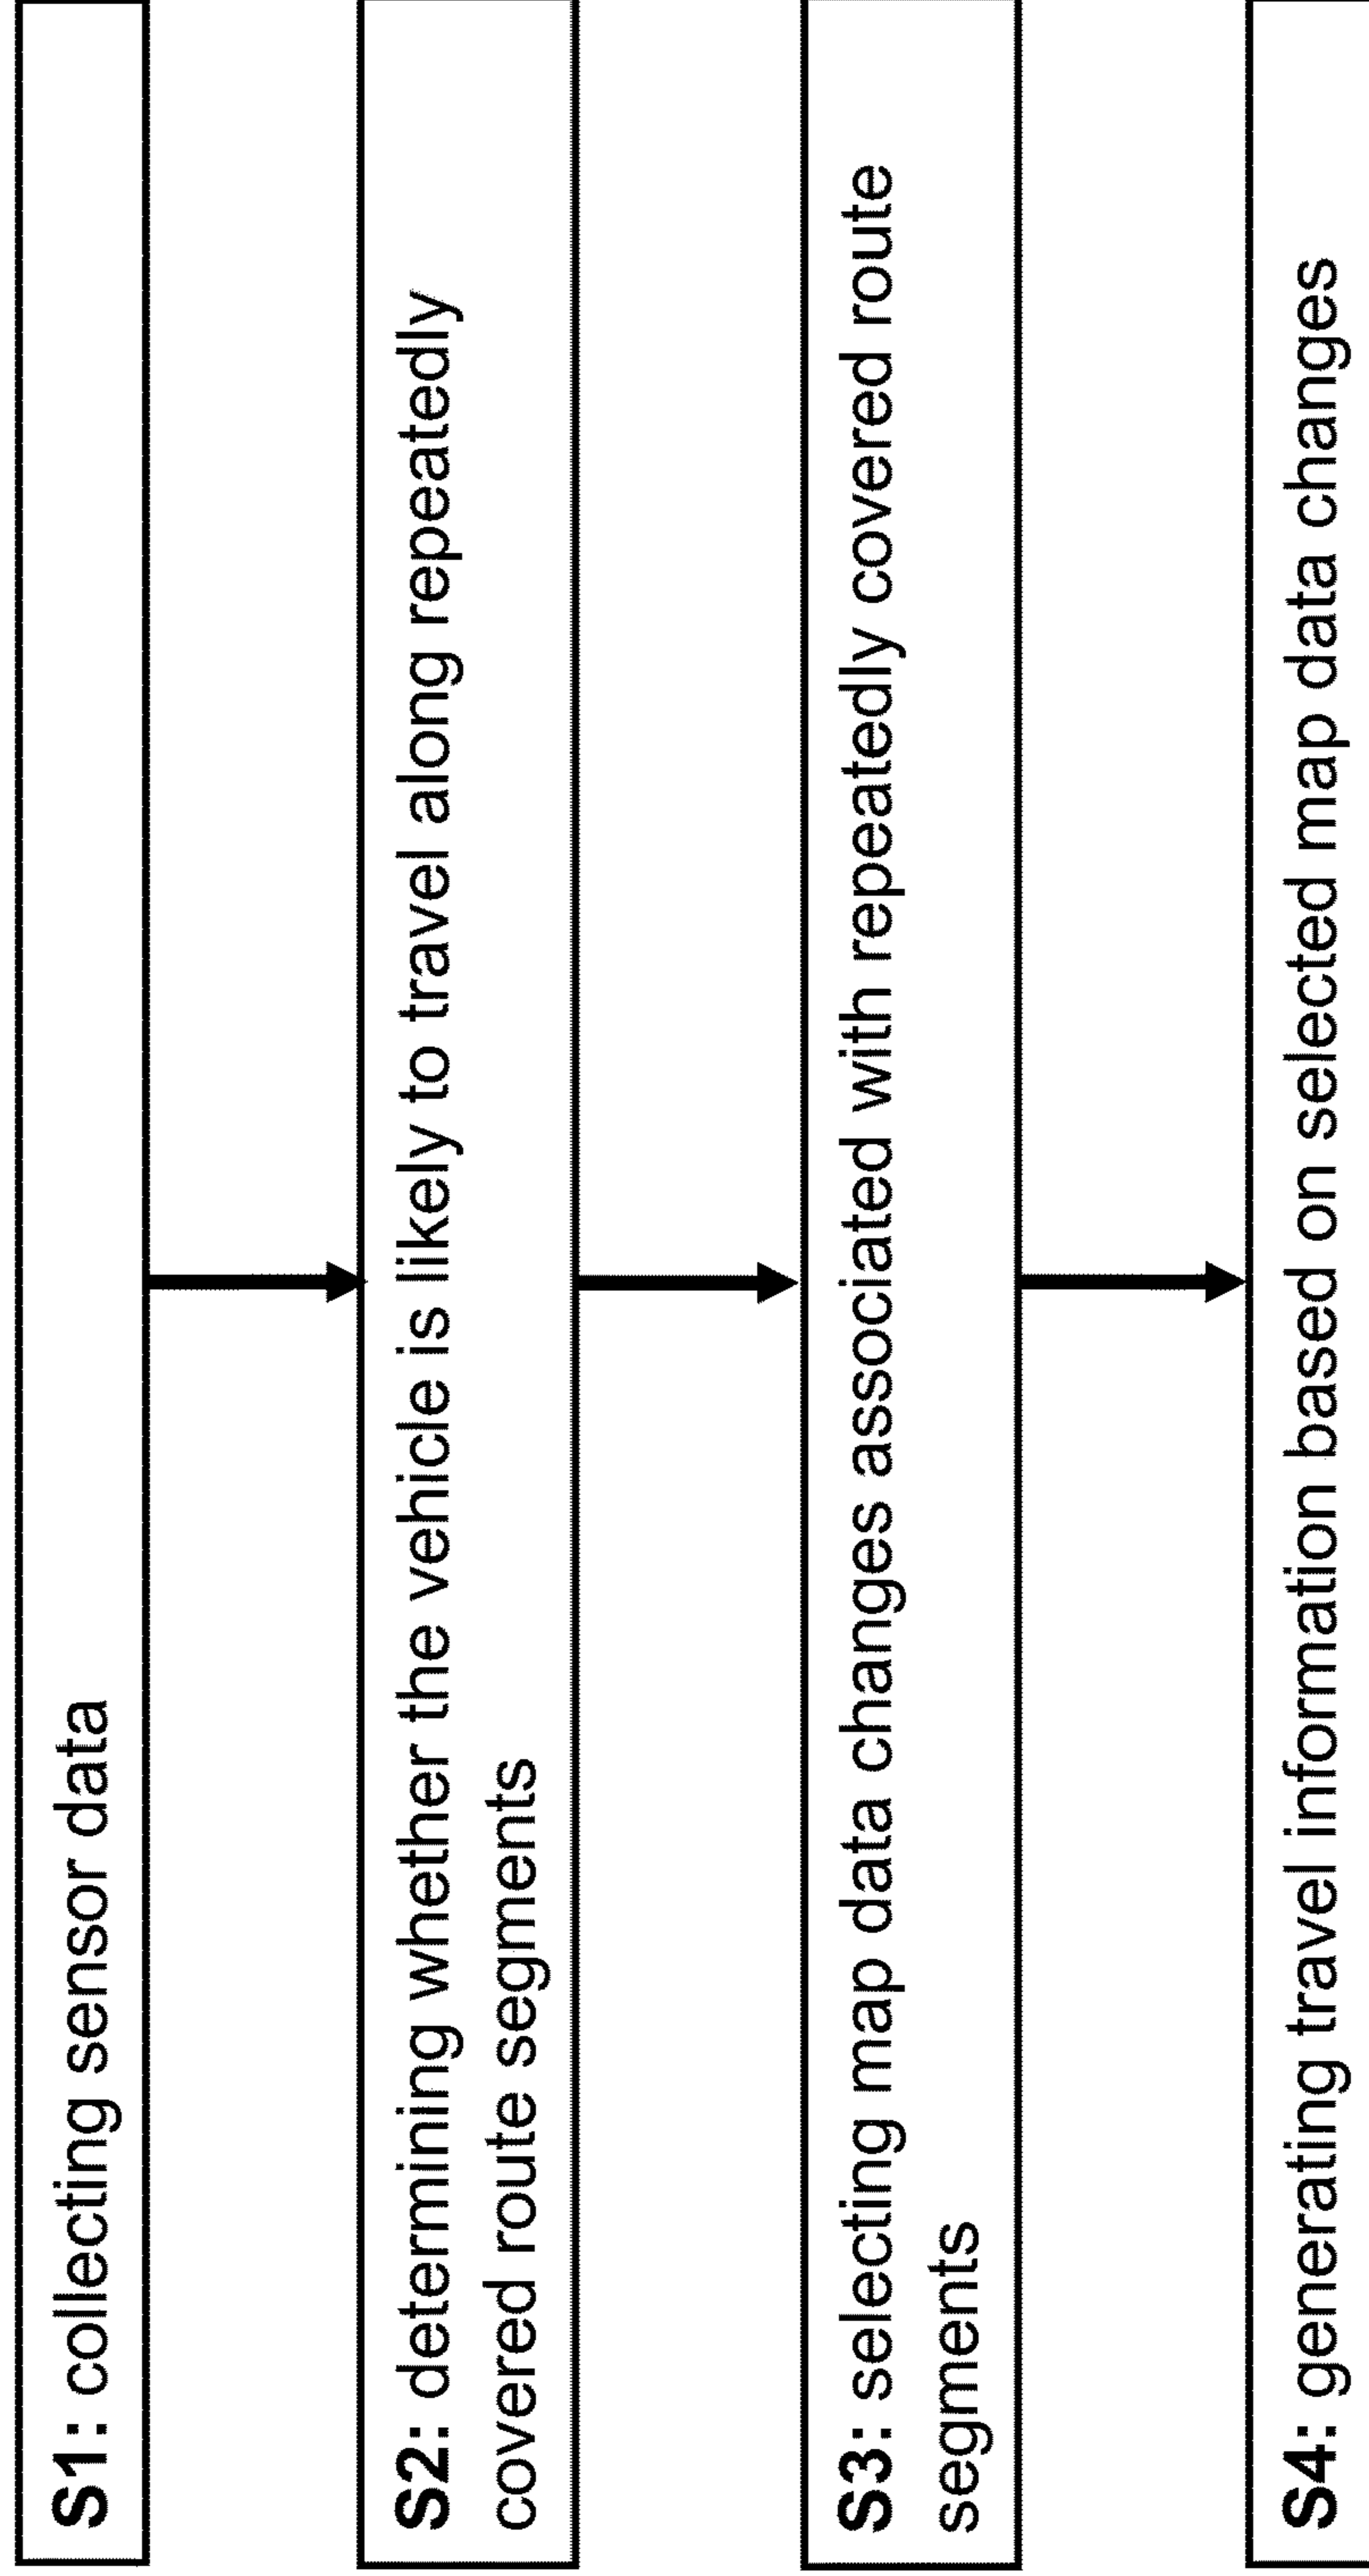 S1: collecting sensor data
S2: determining whether the vehicle is likely to travel along repeatedly
covered route segments
S3: selecting map data changes associated with repeatedly covered route
segments
S4: generating travel information based on selected map data changes